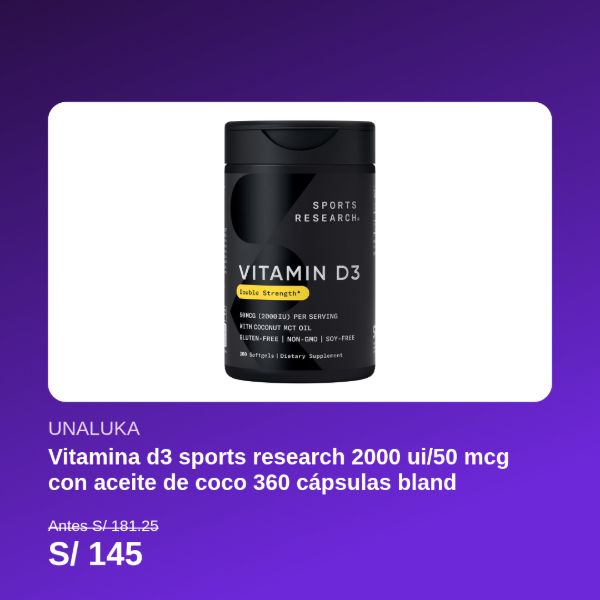 SPORTS
RESEARCH®
VITAMIN D3
Double Strength*
50MCG (2000IU) PER SERVING
WITH COCONUT MCT OIL
GLUTEN-FREE | NON-GMO | SOY-FREE
360 Softgels | Dietary Supplement
UNALUKA
Vitamina d3 sports research 2000 ui/50 mcg
con aceite de coco 360 cápsulas bland
Antes S/ 181.25
S/ 145